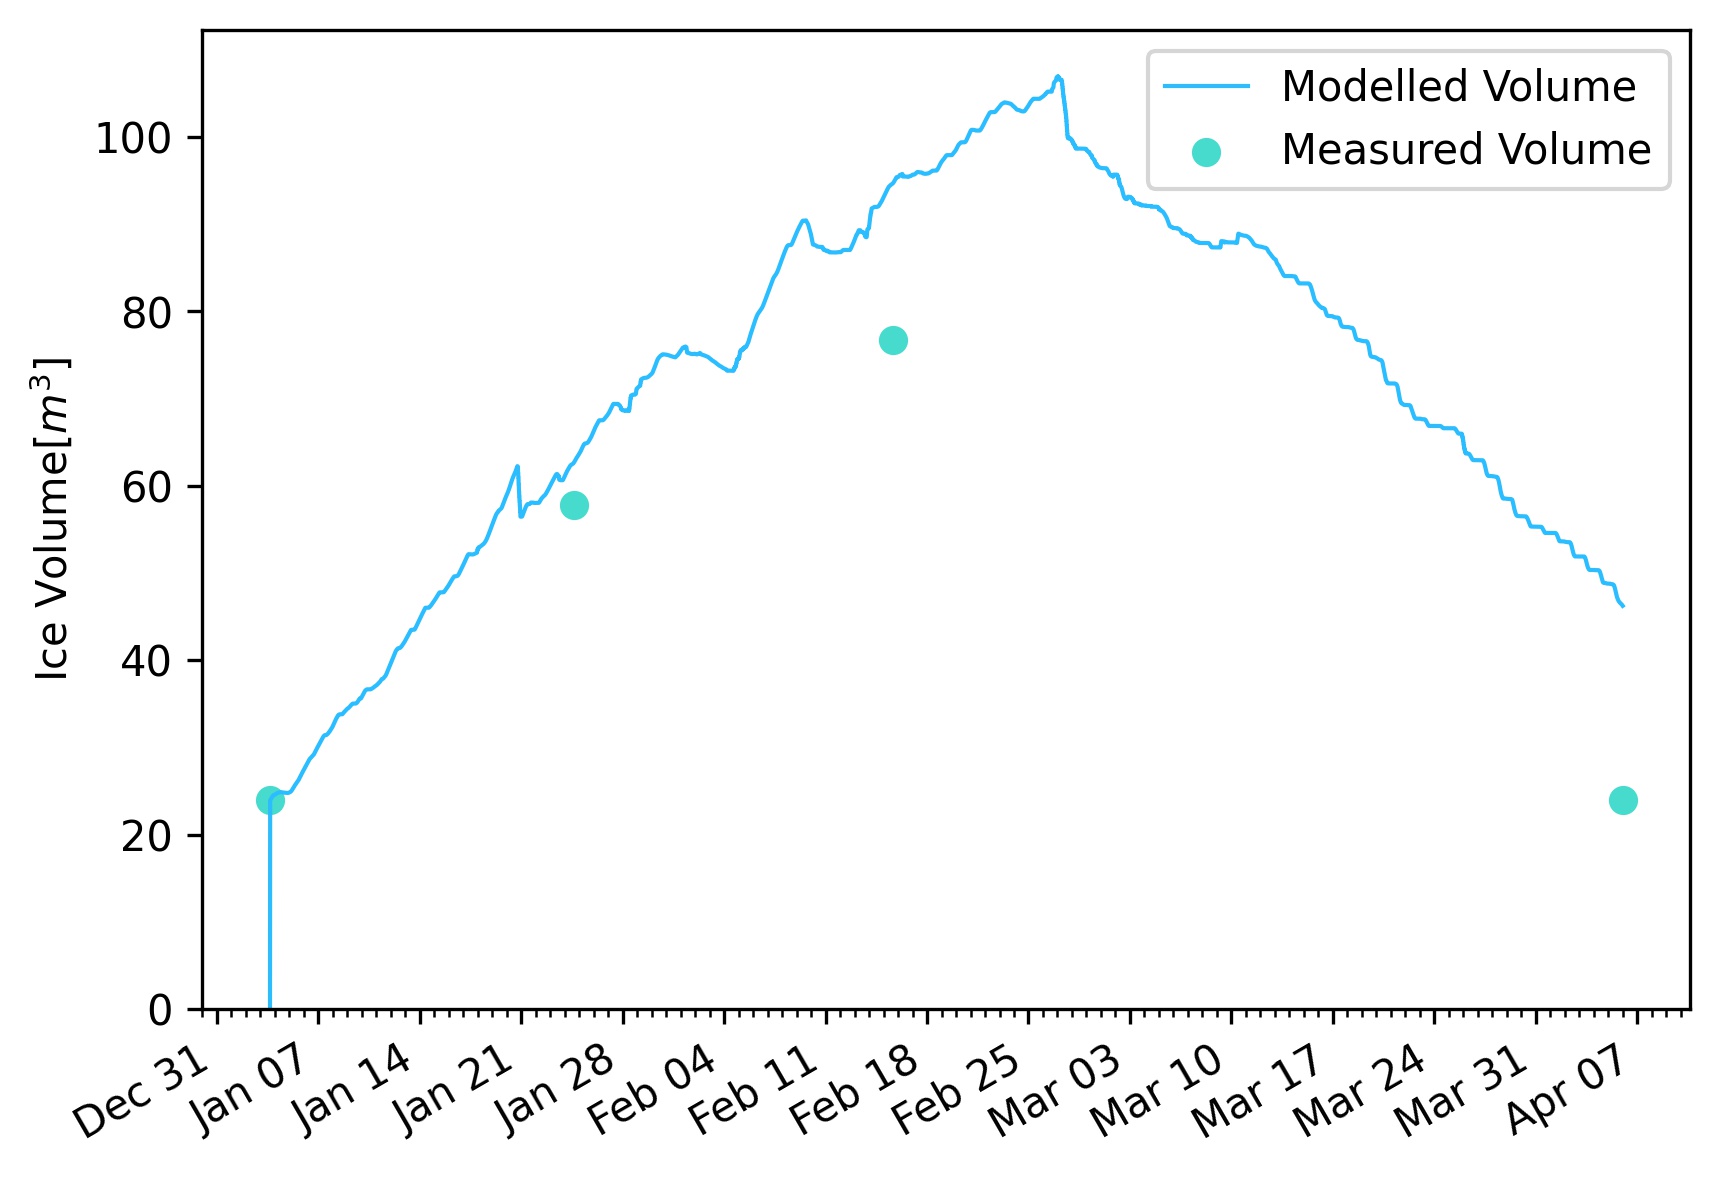 Modelled Volume
Measured Volume
Ice Volume[m³]
100
80
60
40
20
0
Dec 31
Jan 07
Jan 14
Jan 21
Jan 28
Feb 04
Feb 11
Feb 18
Feb 25
Mar 03
Mar 10
Mar 17
Mar 24
Mar 31
Apr 07